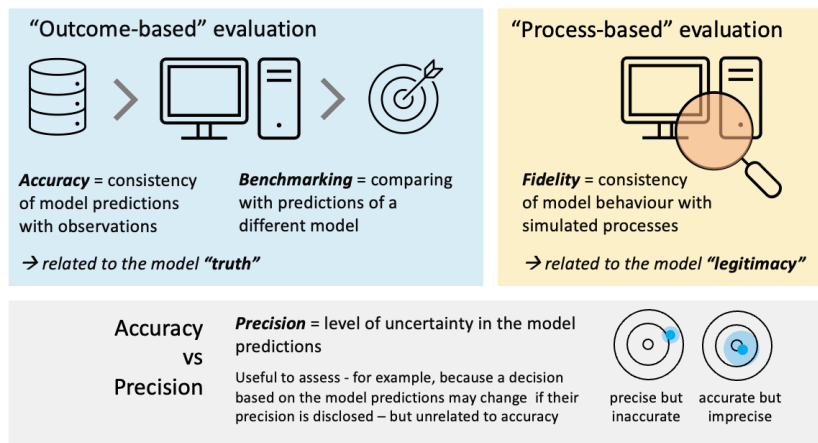 “Outcome-based” evaluation
Accuracy = consistency
of model predictions
with observations
Benchmarking = comparing
with predictions of a
different model
→ related to the model “truth”
“Process-based” evaluation
Fidelity = consistency
of model behaviour with
simulated processes
→ related to the model “legitimacy”
Accuracy
vs
Precision
Precision = level of uncertainty in the model
predictions
Useful to assess - for example, because a decision
based on the model predictions may change if their
precision is disclosed – but unrelated to accuracy
precise but
inaccurate
accurate but
imprecise